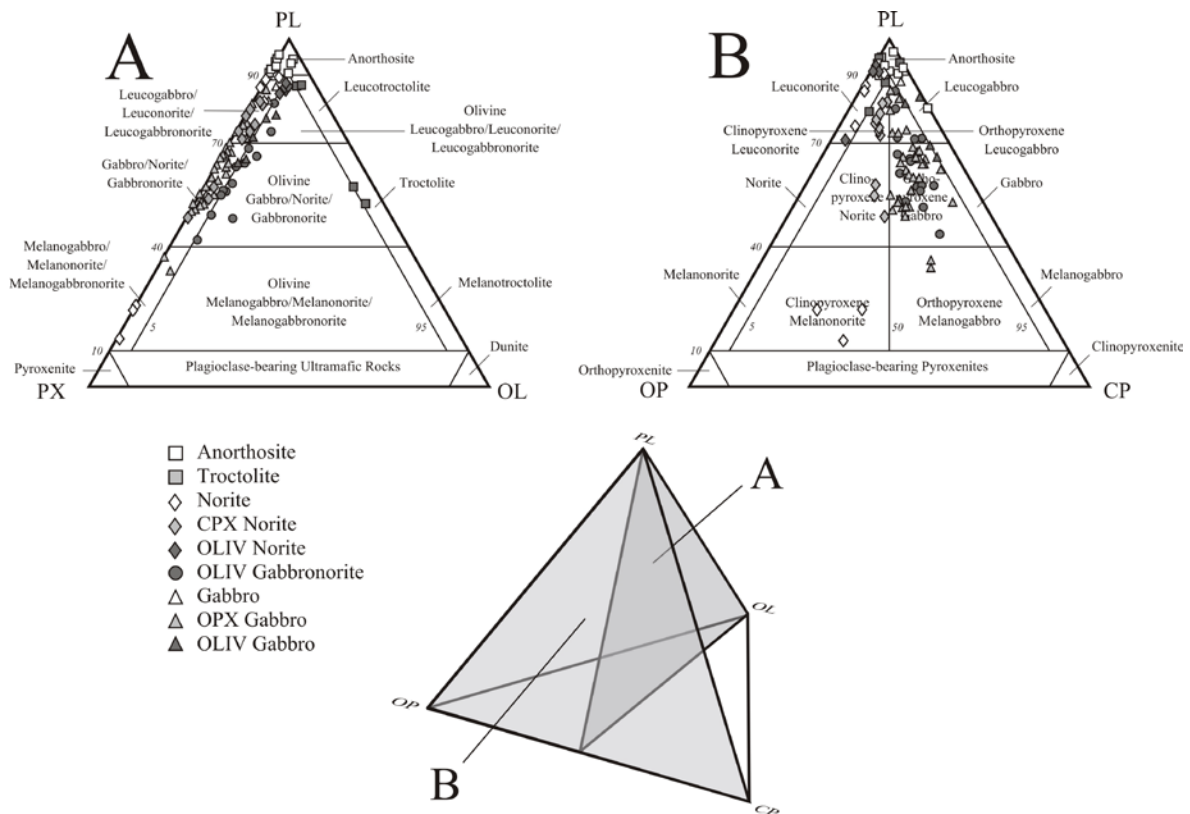 A
PL
Anorthosite
90
Leucotroctolite
Leucogabbro/
Leuconorite/
Leucogabbronorite
Olivine
Leucogabbro/Leuconorite/
Leucogabbronorite
70
Gabbro/Norite/
Gabbronorite
Olivine
Gabbro/Norite/
Gabbronorite
Troctolite
40
Melanogabbro/
Melanonorite/
Melanogabbronorite
Olivine
Melanogabbro/Melanonorite/
Melanogabbronorite
Melanotroctolite
5
95
10
Dunite
Pyroxenite
Plagioclase-bearing Ultramafic Rocks
PX
OL
B
PL
Anorthosite
90
Leuconorite
Leucogabbro
Clinopyroxene
Leuconorite
70
Orthopyroxene
Leucogabbro
Norite
Clino-
pyroxene
Norite
Gabbro
Gabbro
40
Melanonorite
Melanogabbro
Clinopyroxene
Melanonorite
Orthopyroxene
Melanogabbro
5
50
95
10
Clinopyroxenite
Orthopyroxenite
Plagioclase-bearing Pyroxenites
OP
CP
Anorthosite
Troctolite
Norite
CPX Norite
OLIV Norite
OLIV Gabbronorite
Gabbro
OPX Gabbro
OLIV Gabbro
PL
A
OL
OP
B
CP